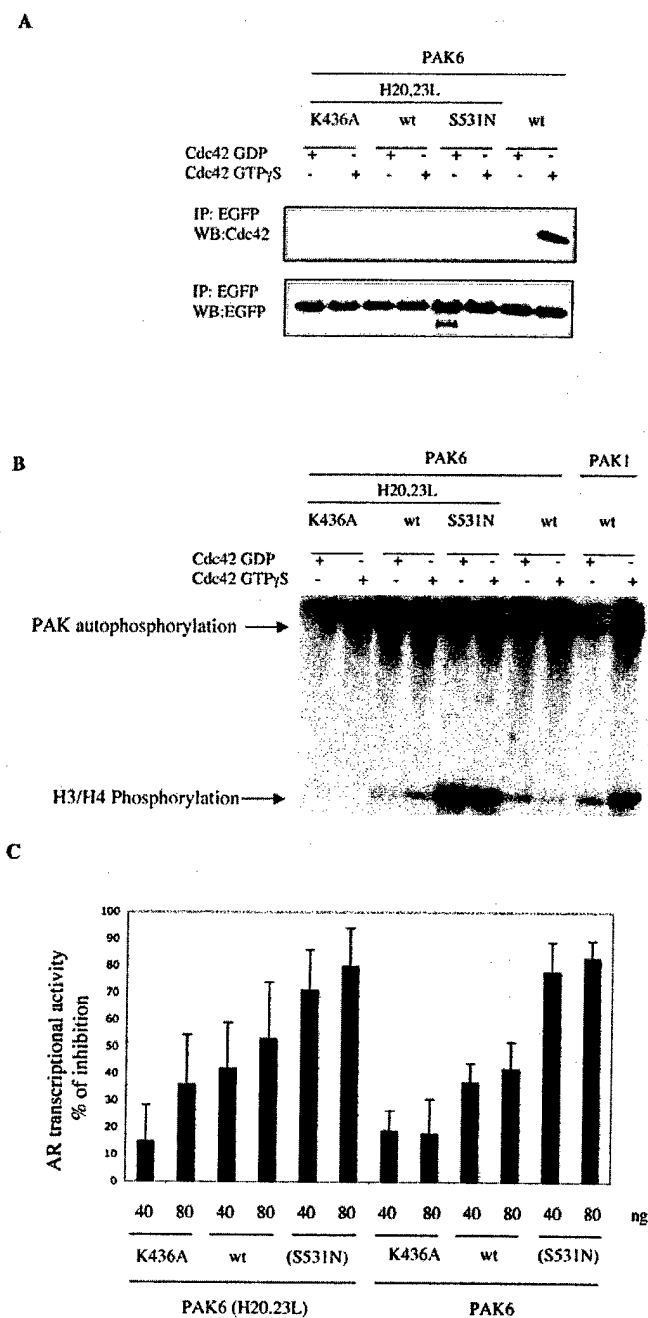 A
PAK6
H20,23L
K436A wt S531N wt
Cdc42 GDP + - + - + - + -
Cdc42 GTPγS - + - + - + - +
IP: EGFP
WB:Cdc42
IP: EGFP
WB:EGFP
B
PAK6 PAK1
H20,23L
K436A wt S531N wt wt
Cdc42 GDP + - + - + - + - + -
Cdc42 GTPγS - + - + - + - + - +
PAK autophosphorylation
H3/H4 Phosphorylation
C
AR transcriptional activity
% of inhibition
100
90
80
70
60
50
40
30
20
10
0
40 80 40 80 40 80 40 80 40 80 40 80 ng
K436A wt (S531N) K436A wt (S531N)
PAK6 (H20.23L) PAK6